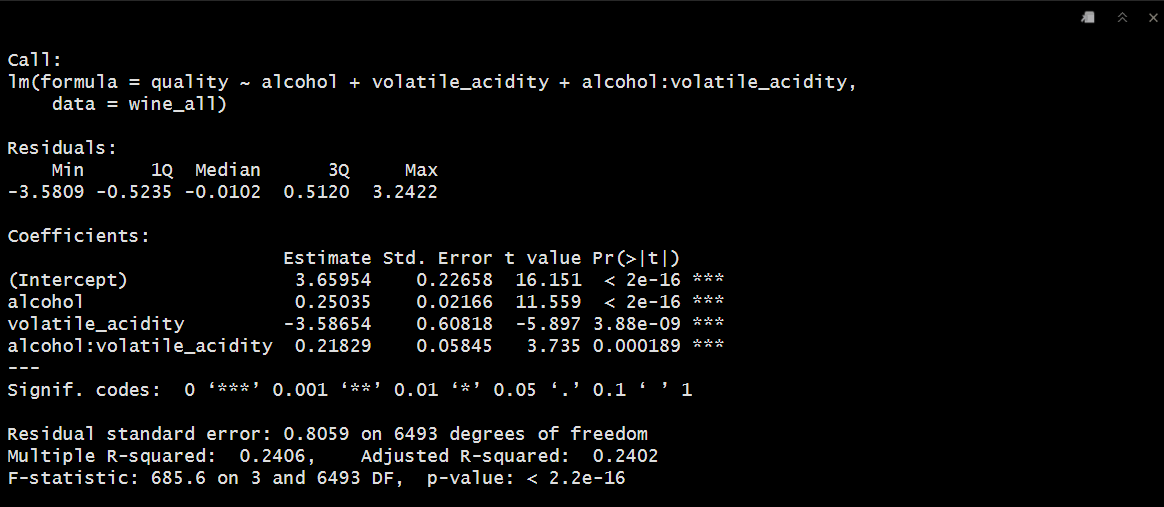 Call:
lm(formula = quality ~ alcohol + volatile_acidity + alcohol:volatile_acidity,
    data = wine_all)
Residuals:
    Min      1Q  Median      3Q     Max
-3.5809 -0.5235 -0.0102  0.5120  3.2422
Coefficients:
                         Estimate Std. Error t value Pr(>|t|)
(Intercept)               3.65954    0.22658  16.151  < 2e-16 ***
alcohol                   0.25035    0.02166  11.559  < 2e-16 ***
volatile_acidity         -3.58654    0.60818  -5.897 3.88e-09 ***
alcohol:volatile_acidity  0.21829    0.05845   3.735 0.000189 ***
---
Signif. codes:  0 ‘***’ 0.001 ‘**’ 0.01 ‘*’ 0.05 ‘.’ 0.1 ‘ ’ 1
Residual standard error: 0.8059 on 6493 degrees of freedom
Multiple R-squared:  0.2406,    Adjusted R-squared:  0.2402
F-statistic: 685.6 on 3 and 6493 DF,  p-value: < 2.2e-16